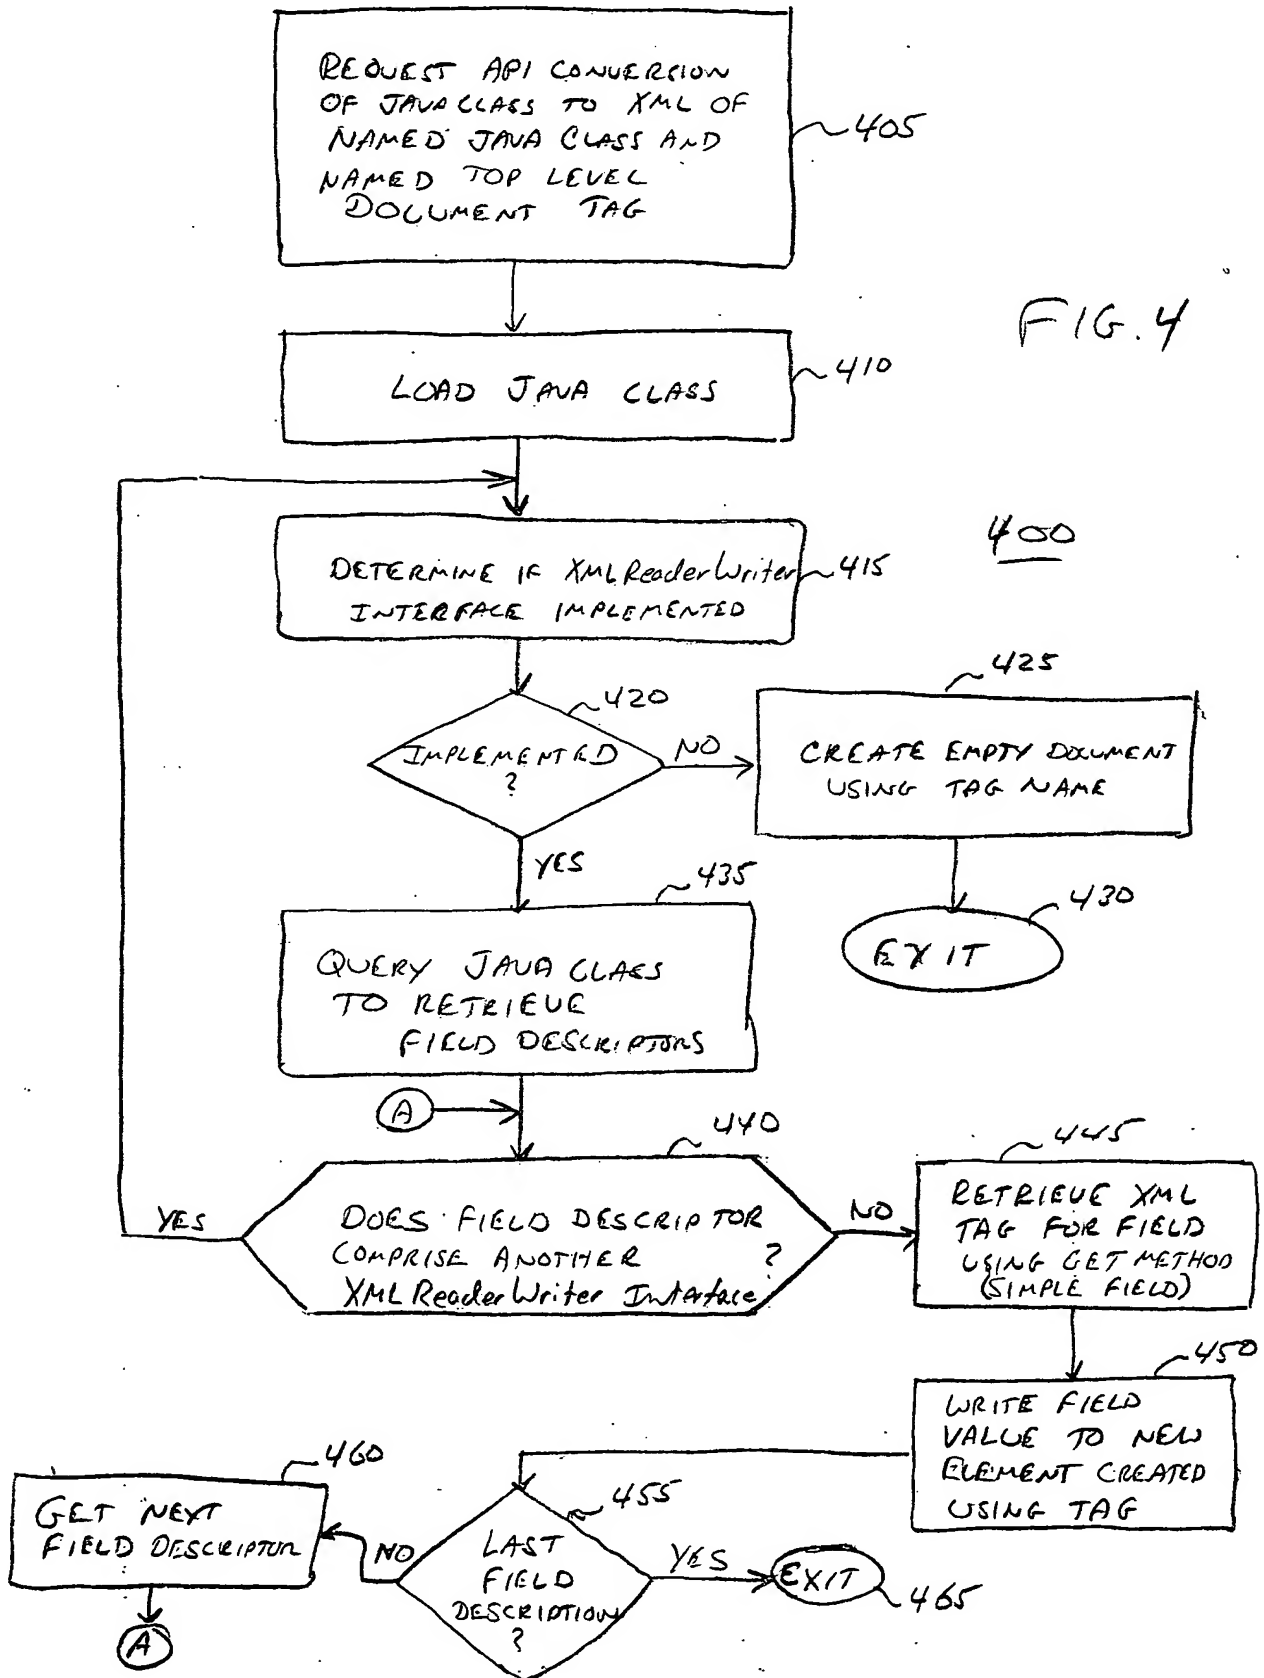 REQUEST API CONVERSION
OF JAVA CLASS TO XML OF
NAMED JAVA CLASS AND
NAMED TOP LEVEL
DOCUMENT TAG
405
FIG. 4
LOAD JAVA CLASS
410
400
DETERMINE IF XMLReaderWriter
INTERFACE IMPLEMENTED
415
420
IMPLEMENTED
?
NO
425
CREATE EMPTY DOCUMENT
USING TAG NAME
YES
430
EXIT
435
QUERY JAVA CLASS
TO RETRIEVE
FIELD DESCRIPTORS
A
440
YES
DOES FIELD DESCRIPTOR
COMPRISE ANOTHER ?
XMLReaderWriter Interface
NO
445
RETRIEVE XML
TAG FOR FIELD
USING GET METHOD
(SIMPLE FIELD)
450
WRITE FIELD
VALUE TO NEW
ELEMENT CREATED
USING TAG
460
GET NEXT
FIELD DESCRIPTOR
A
NO
455
LAST
FIELD
DESCRIPTION
?
YES
EXIT
465